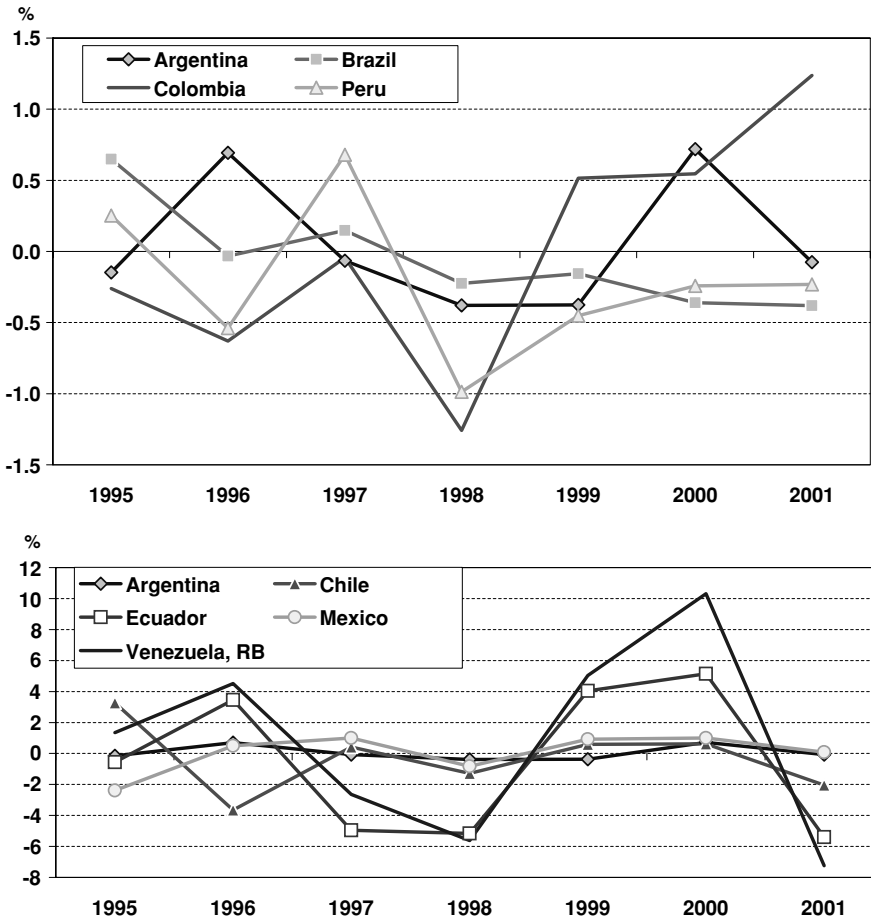 %
1.5
Argentina Brazil
Colombia Peru
1.0
0.5
0.0
-0.5
-1.0
-1.5
1995 1996 1997 1998 1999 2000 2001
%
12
Argentina Chile
10
Ecuador Mexico
8
Venezuela, RB
6
4
2
0
-2
-4
-6
-8
1995 1996 1997 1998 1999 2000 2001